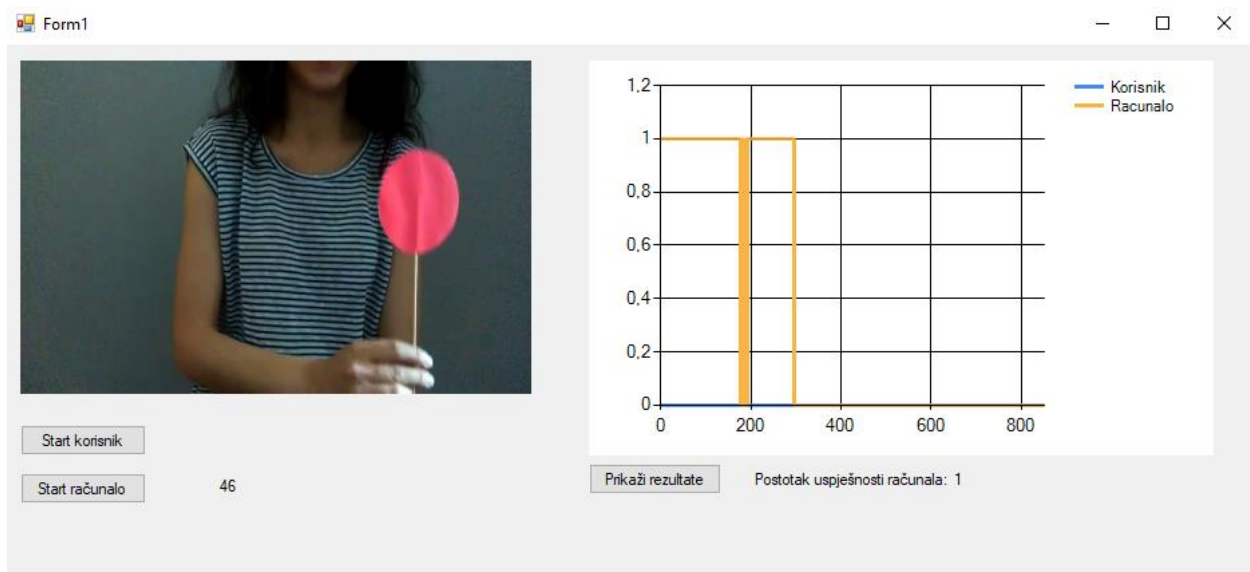 Form1
1,2
1
0,8
0,6
0,4
0,2
0
0 200 400 600 800
Korisnik
Racunalo
Start korisnik
Start računalo 46
Prikaži rezultate Postotak uspješnosti računala: 1